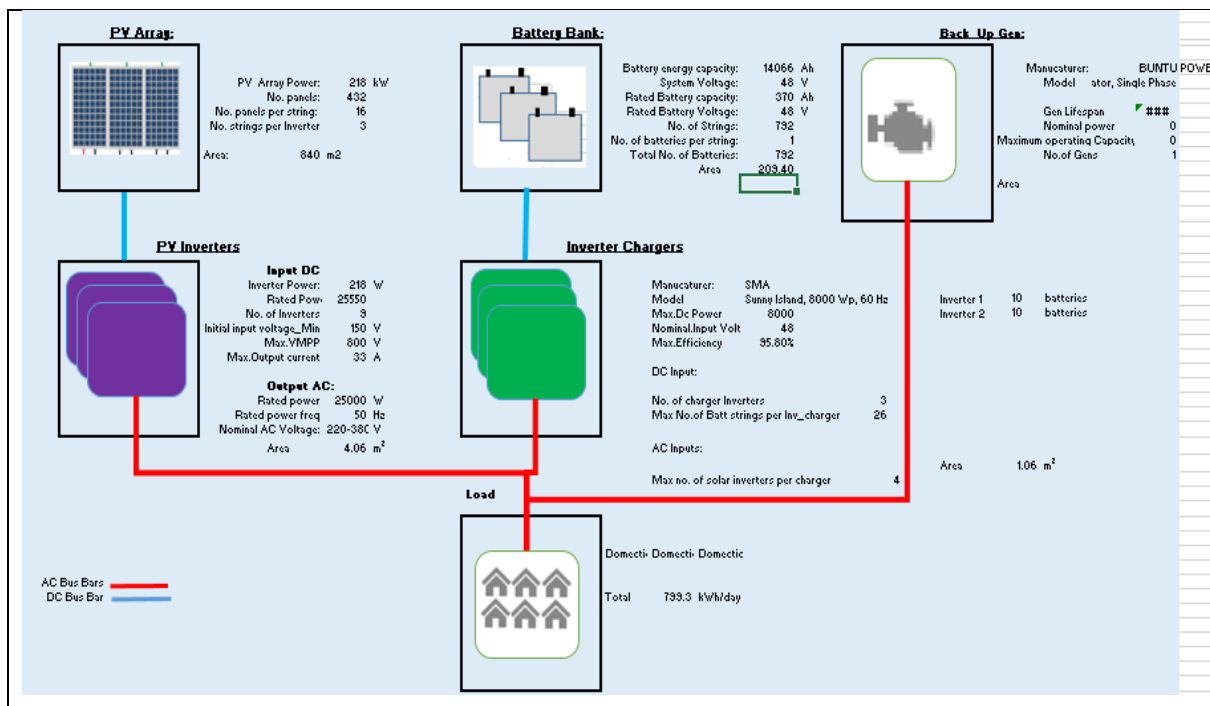 PV Array:
PV Array Power: 218 kW
No. panels: 432
No. panels per string: 16
No. strings per Inverter 3
Area: 840 m2
Battery Bank:
Battery energy capacity: 14066 Ah
System Voltage: 48 V
Rated Battery capacity: 370 Ah
Rated Battery Voltage: 48 V
No. of Strings: 792
No. of batteries per string: 1
Total No. of Batteries: 792
Area 209.40
Back Up Gen:
Manucaturer: BUNTU POWE
Model ator, Single Phase
Gen Lifespan ###
Nominal power 0
Maximum operating Capacity 0
No.of Gens 1
Area
PV Inverters
Input DC
Inverter Power: 218 W
Rated Pow 25550
No. of Inverters 9
Initial input voltage_Min 150 V
Max.VMPP 800 V
Max.Output current 33 A
Output AC:
Rated power 25000 W
Rated power freq 50 Hz
Nominal AC Voltage: 220-380 V
Area 4.06 m²
Inverter Chargers
Manucaturer: SMA
Model Sunny Island, 8000 Wp, 60 Hz
Max.Dc Power 8000
Nominal.Input Volt 48
Max.Efficiency 95.80%
DC Input:
No. of charger Inverters 3
Max No.of Batt strings per Inv_charger 26
AC Inputs:
Max no. of solar inverters per charger 4
Inverter 1 10 batteries
Inverter 2 10 batteries
Area 1.06 m²
Load
Domecti Domecti Domectic
Total 799.3 kWh/day
AC Bus Bars
DC Bus Bar